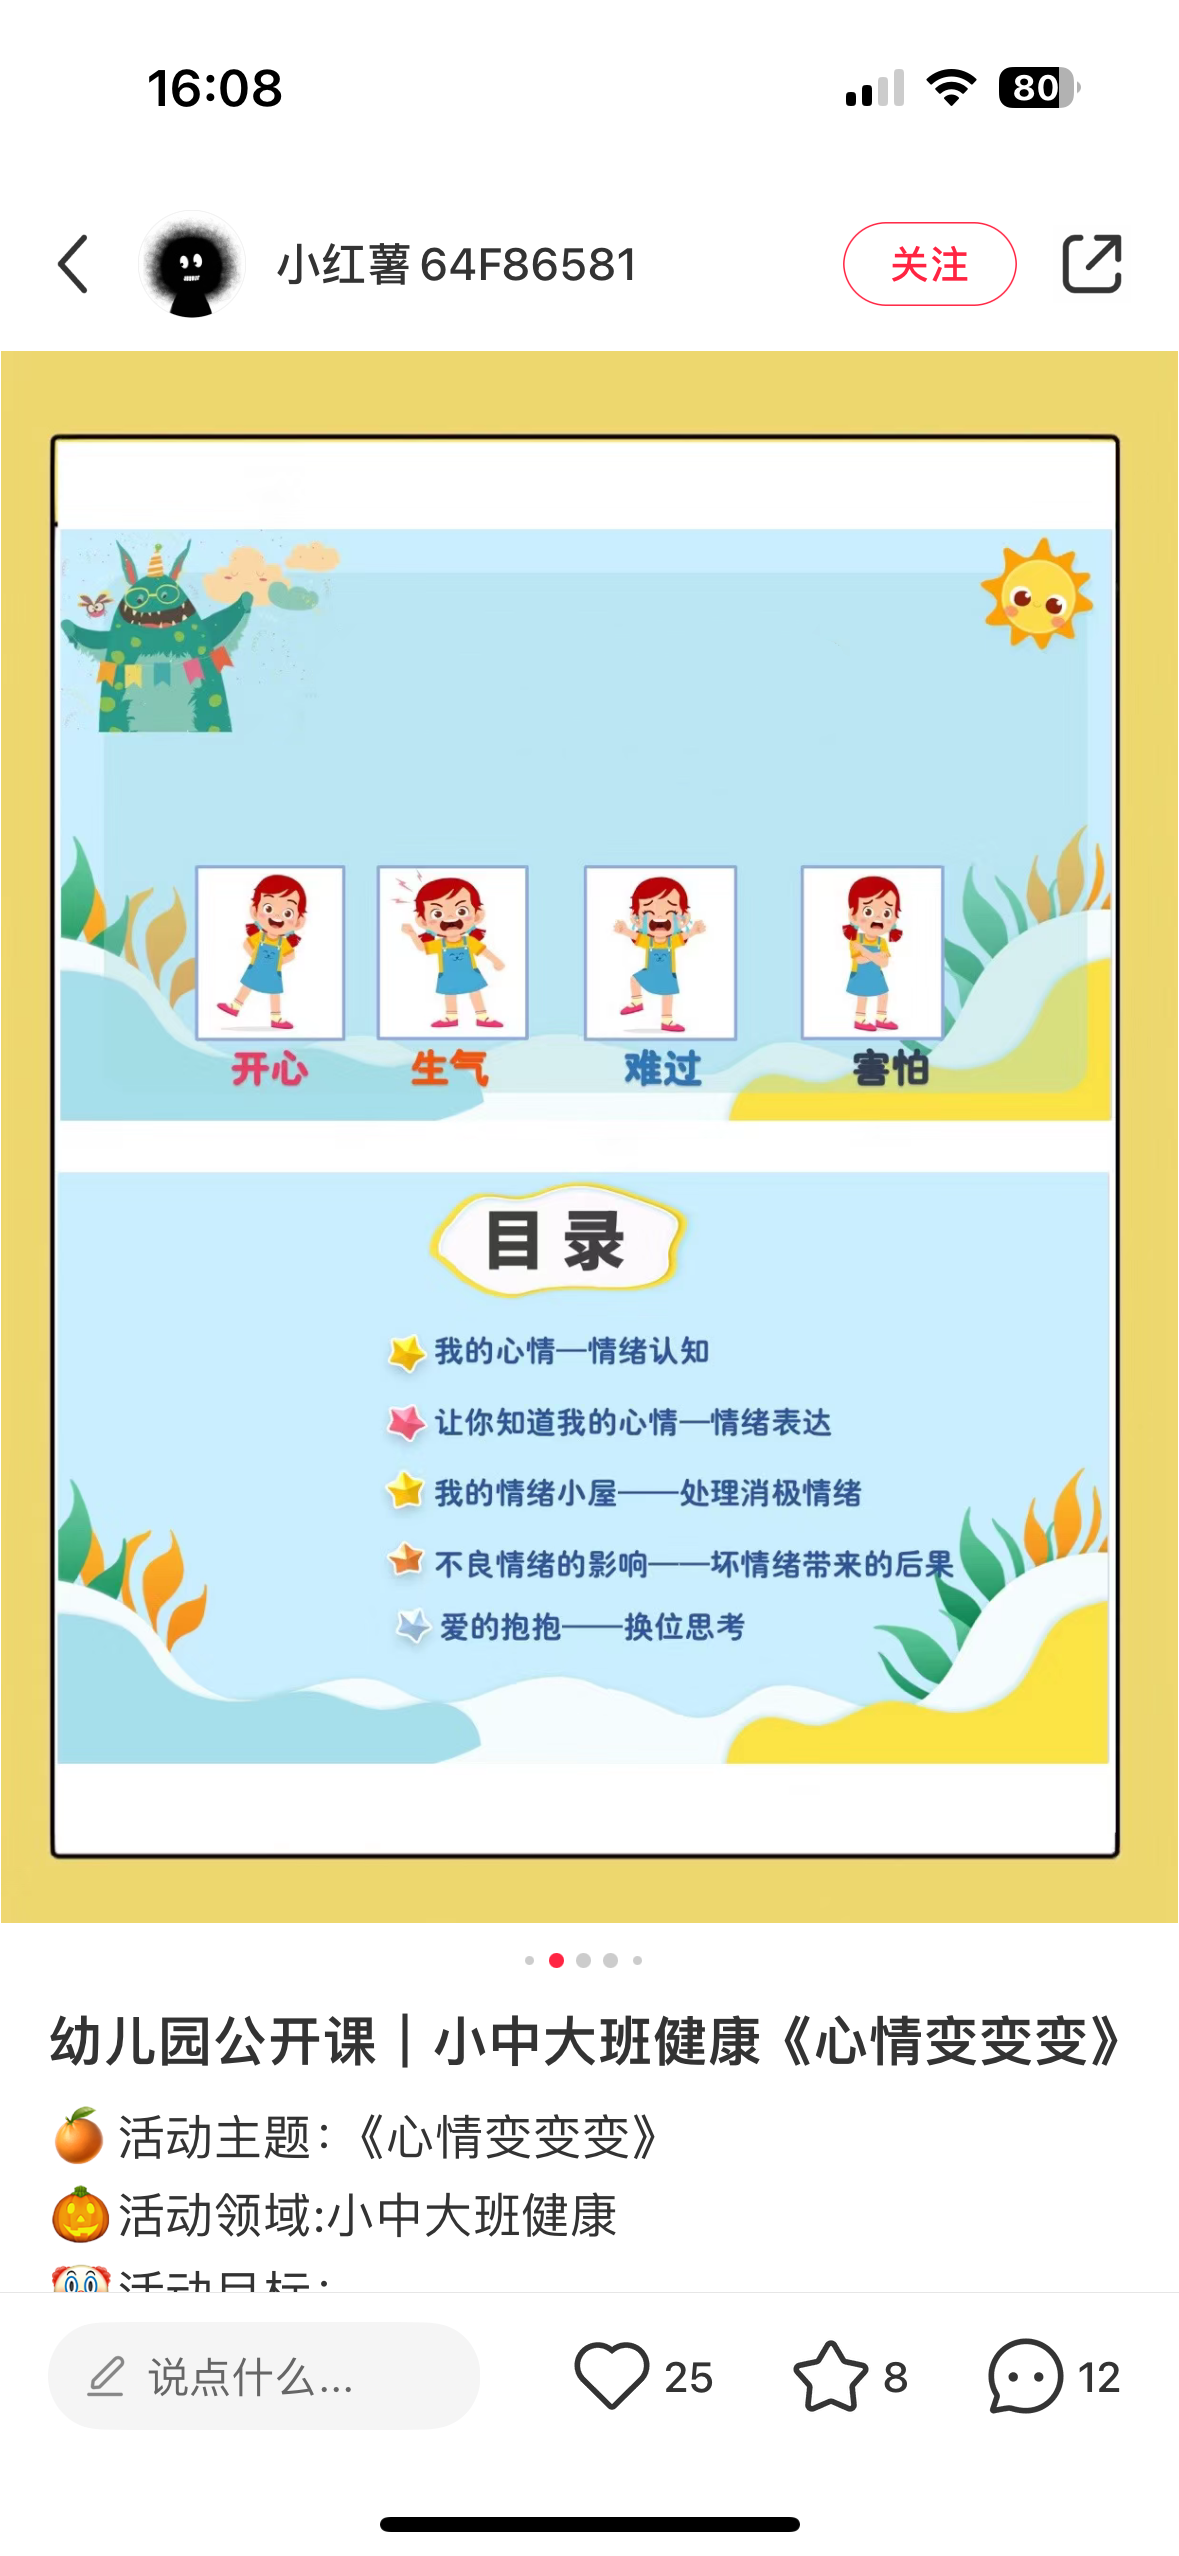 16:08
80
小红薯64F86581
关注
开心 生气 难过 害怕
目录
我的心情—情绪认知
让你知道我的心情—情绪表达
我的情绪小屋——处理消极情绪
不良情绪的影响——坏情绪带来的后果
爱的抱抱——换位思考
幼儿园公开课｜小中大班健康《心情变变变》
🍊活动主题：《心情变变变》
🎃活动领域:小中大班健康
🤡活动目标：
说点什么...
25
8
12